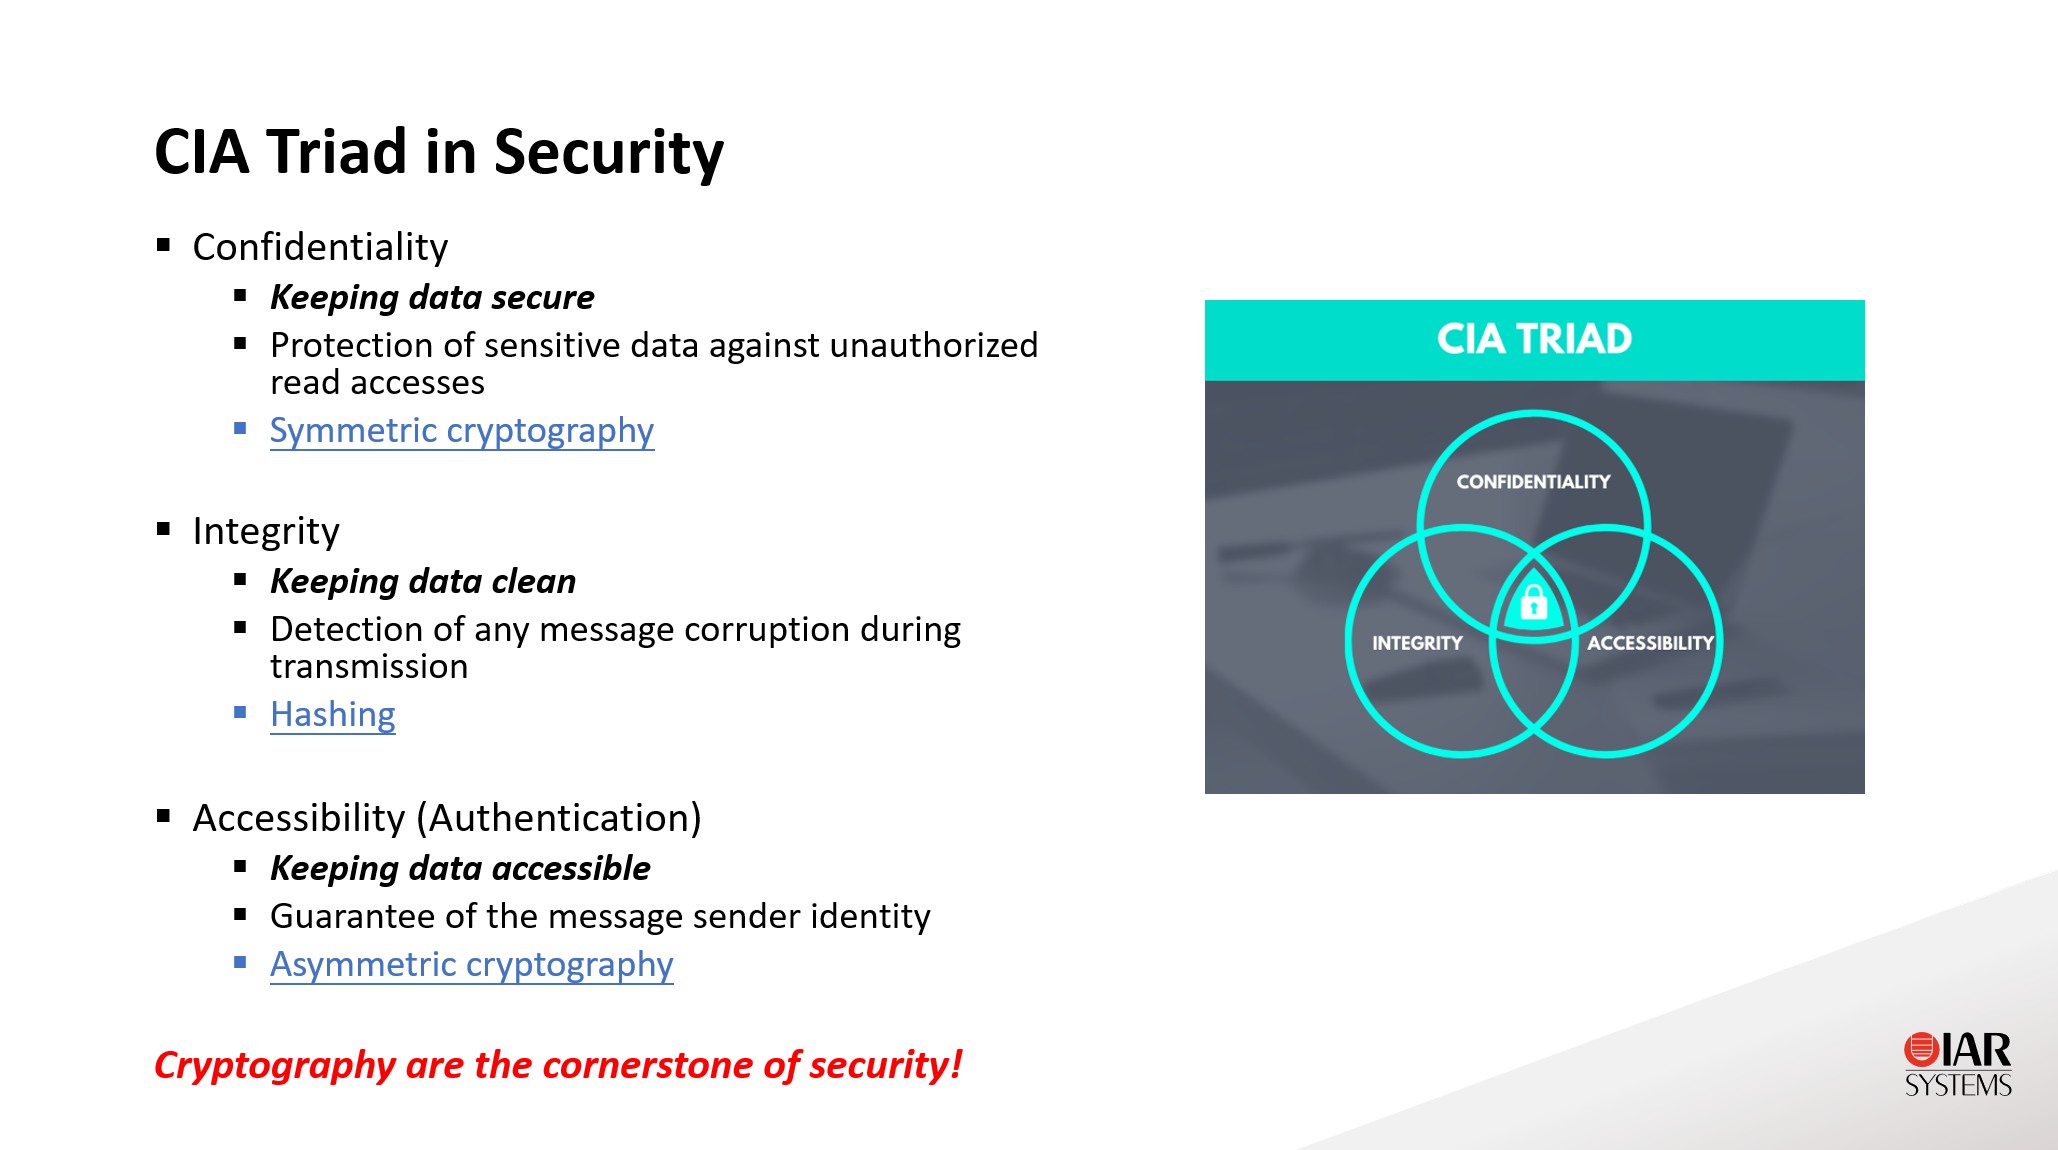 CIA Triad in Security
Confidentiality
Keeping data secure
Protection of sensitive data against unauthorized
read accesses
Symmetric cryptography
Integrity
Keeping data clean
Detection of any message corruption during
transmission
Hashing
Accessibility (Authentication)
Keeping data accessible
Guarantee of the message sender identity
Asymmetric cryptography
Cryptography are the cornerstone of security!
CIA TRIAD
CONFIDENTIALITY
INTEGRITY
ACCESSIBILITY
IAR
SYSTEMS